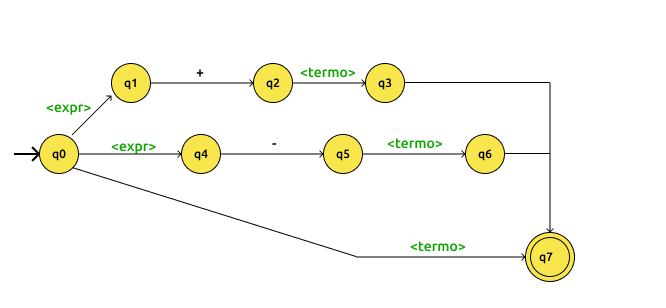 q1 + q2 <termo> q3
<expr>
q0 <expr> q4 - q5 <termo> q6
<termo>
q7